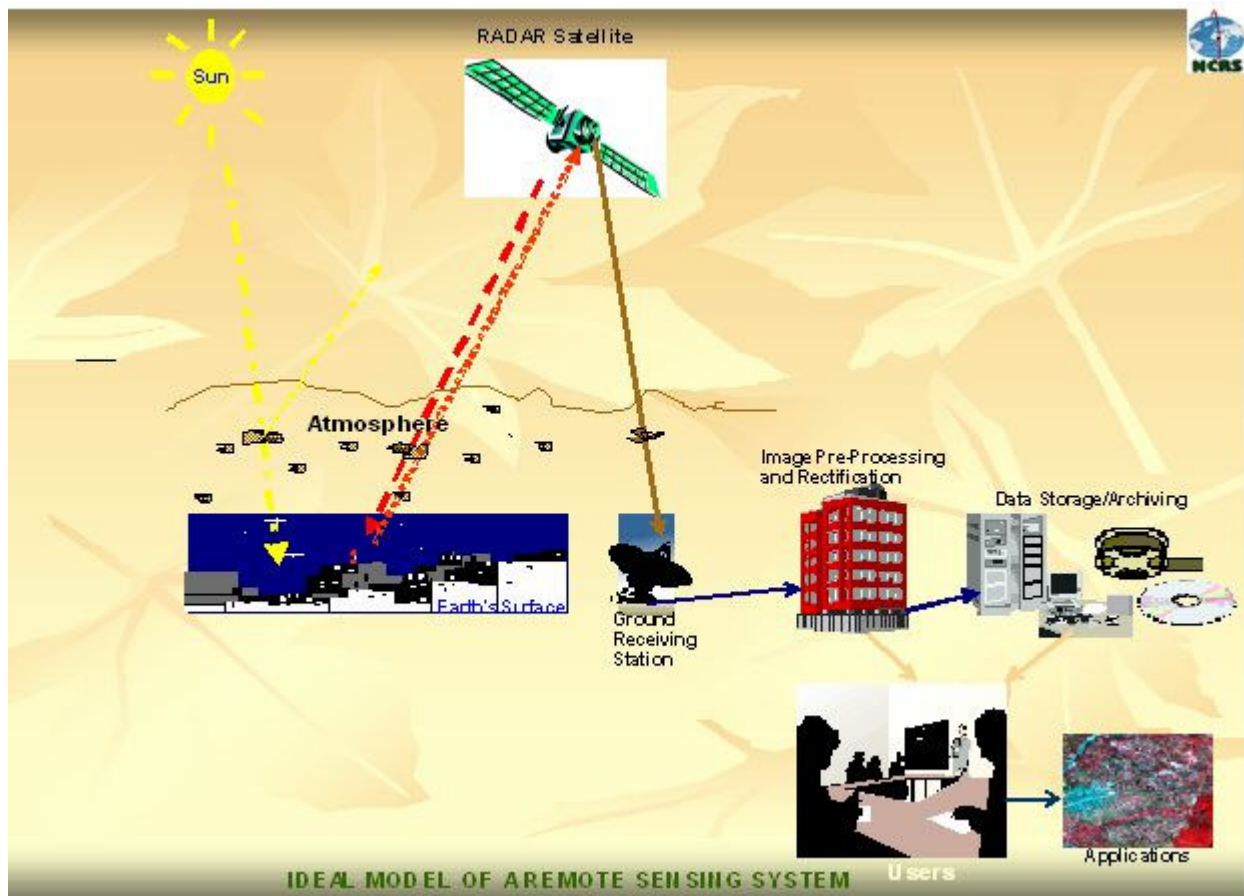 RADAR Satellite
NCRS
Sun
Atmosphere
Image Pre-Processing
and Rectification
Data Storage/Archiving
Earth's Surface
Ground
Receiving
Station
Applications
Users
IDEAL MODEL OF AREMOTE SENSING SYSTEM